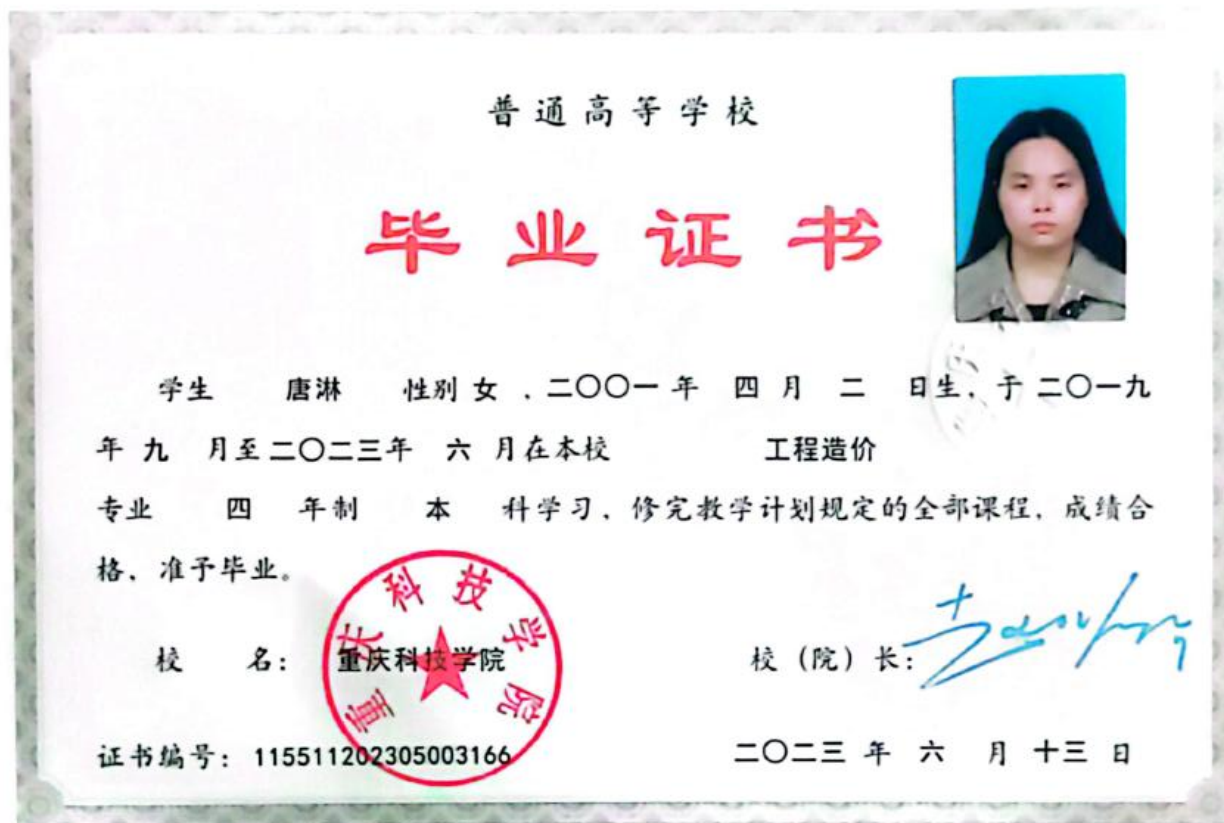 普通高等学校
毕业证书
学生 唐淋 性别 女 ，二〇〇一 年 四 月 二 日生，于 二〇一九
年 九 月至 二〇二三年 六 月在本校 工程造价
专业 四 年制 本 科学习，修完教学计划规定的全部课程，成绩合
格，准予毕业。
重庆科技学院
校 名： 重庆科技学院 校（院）长：
证书编号：115511202305003166 二〇二三 年 六 月 十三 日